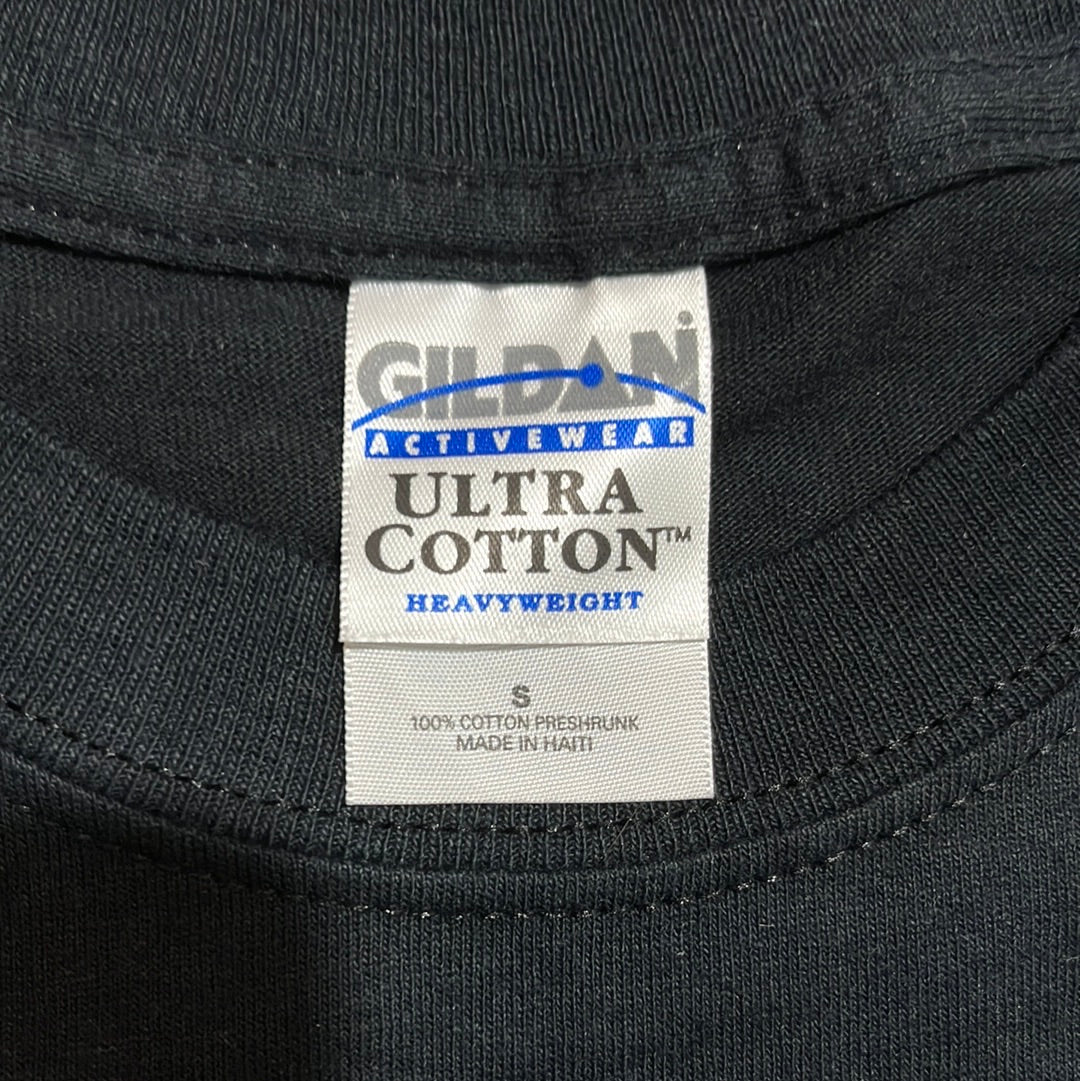 GILDAN
ACTIVEWEAR
ULTRA
COTTON™
HEAVYWEIGHT
S
100% COTTON PRESHRUNK
MADE IN HAITI